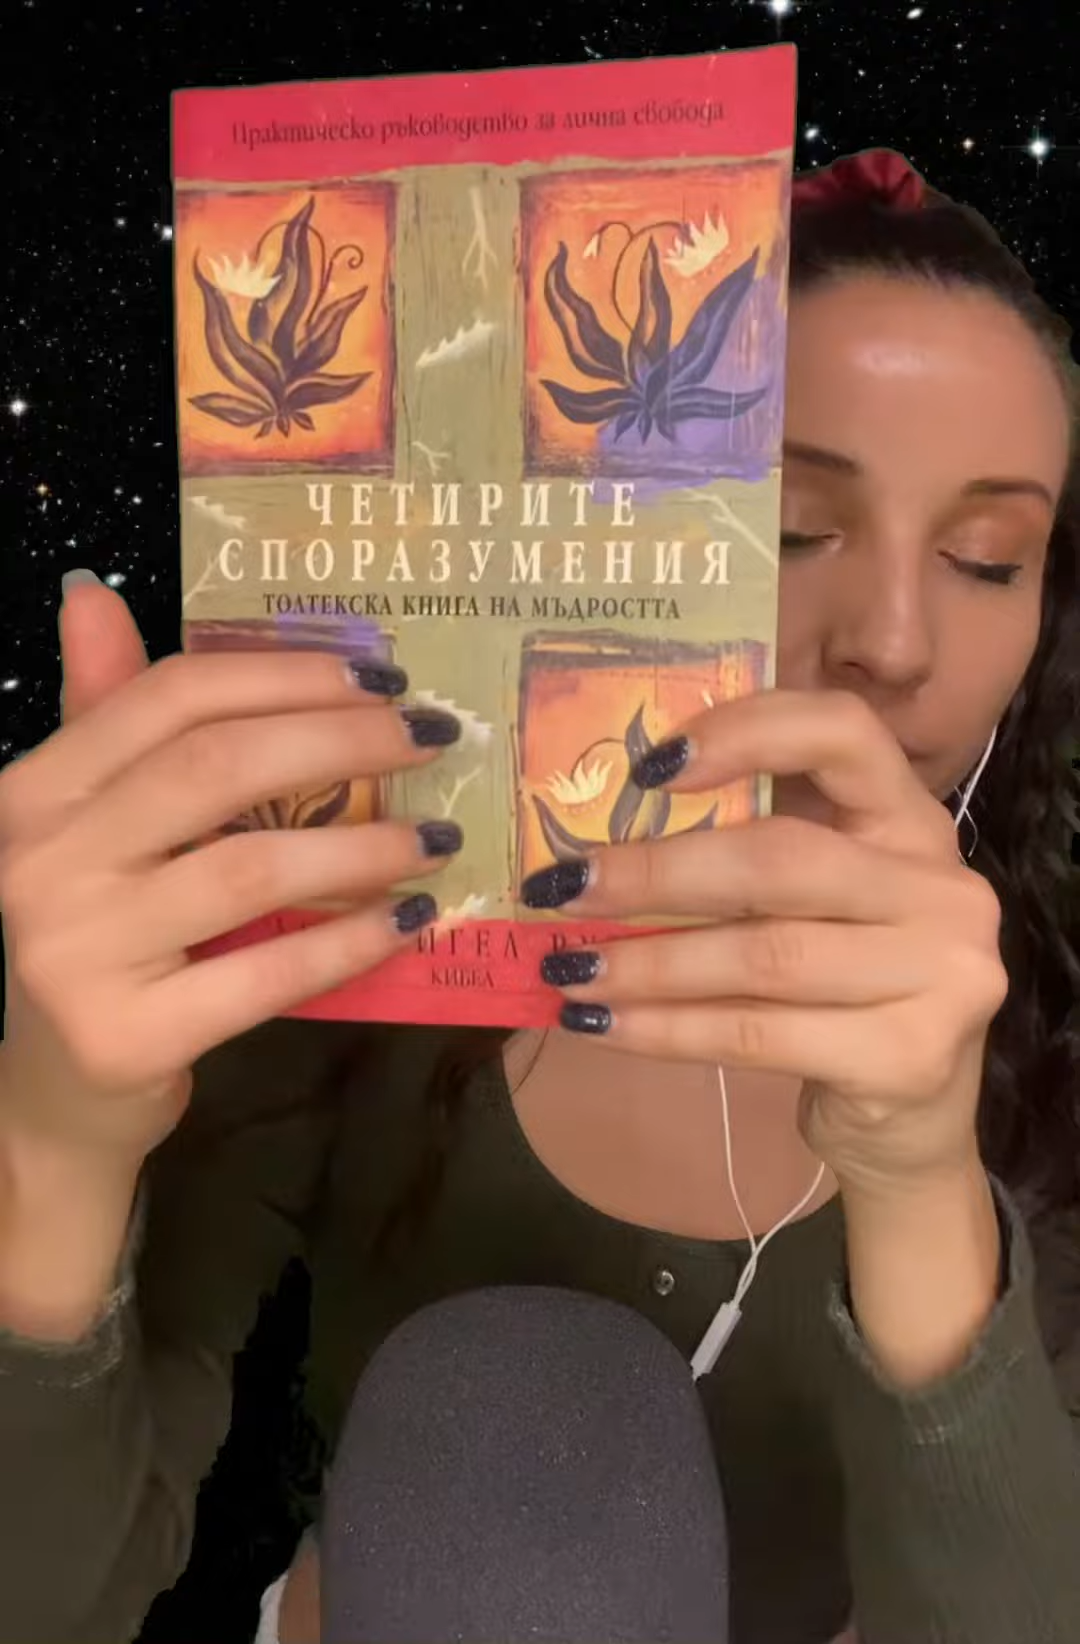 Практическо ръководство за лична свобода
ЧЕТИРИТЕ
СПОРАЗУМЕНИЯ
ТОЛТЕКСКА КНИГА НА МЪДРОСТТА
КИБЕА